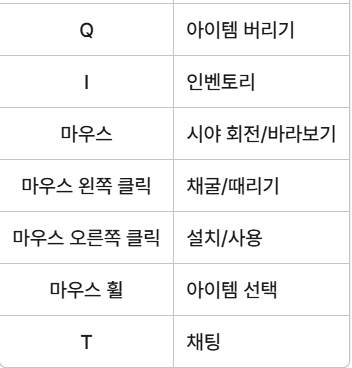 Q 아이템 버리기
I 인벤토리
마우스 시야 회전/바라보기
마우스 왼쪽 클릭 채굴/때리기
마우스 오른쪽 클릭 설치/사용
마우스 휠 아이템 선택
T 채팅